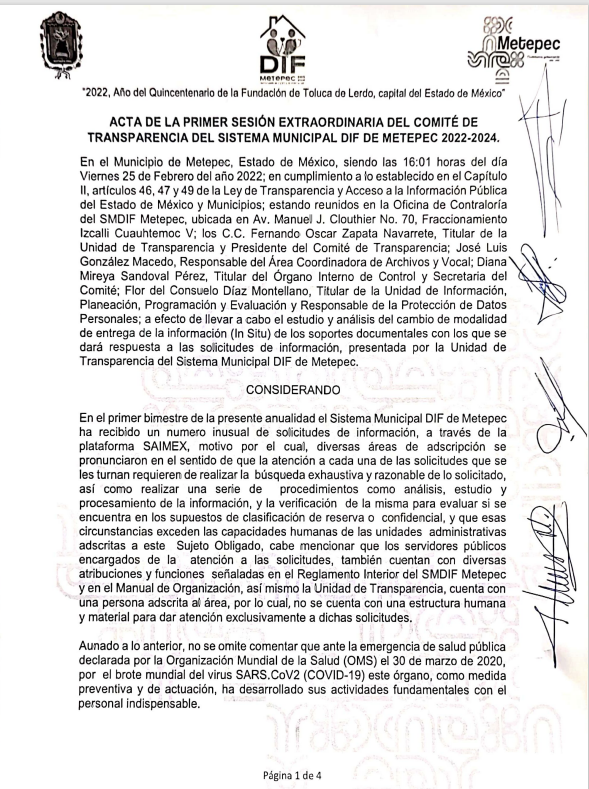 DIF
METEPEC
Metepec
"2022, Año del Quincentenario de la Fundación de Toluca de Lerdo, capital del Estado de México"
ACTA DE LA PRIMER SESIÓN EXTRAORDINARIA DEL COMITÉ DE
TRANSPARENCIA DEL SISTEMA MUNICIPAL DIF DE METEPEC 2022-2024.
En el Municipio de Metepec, Estado de México, siendo las 16:01 horas del día
Viernes 25 de Febrero del año 2022; en cumplimiento a lo establecido en el Capítulo
II, artículos 46, 47 y 49 de la Ley de Transparencia y Acceso a la Información Pública
del Estado de México y Municipios; estando reunidos en la Oficina de Contraloría
del SMDIF Metepec, ubicada en Av. Manuel J. Clouthier No. 70, Fraccionamiento
Izcalli Cuauhtemoc V; los C.C. Fernando Oscar Zapata Navarrete, Titular de la
Unidad de Transparencia y Presidente del Comité de Transparencia; José Luis
González Macedo, Responsable del Área Coordinadora de Archivos y Vocal; Diana
Mireya Sandoval Pérez, Titular del Órgano Interno de Control y Secretaria del
Comité; Flor del Consuelo Díaz Montellano, Titular de la Unidad de Información,
Planeación, Programación y Evaluación y Responsable de la Protección de Datos
Personales; a efecto de llevar a cabo el estudio y análisis del cambio de modalidad
de entrega de la información (In Situ) de los soportes documentales con los que se
dará respuesta a las solicitudes de información, presentada por la Unidad de
Transparencia del Sistema Municipal DIF de Metepec.
CONSIDERANDO
En el primer bimestre de la presente anualidad el Sistema Municipal DIF de Metepec
ha recibido un numero inusual de solicitudes de información, a través de la
plataforma SAIMEX, motivo por el cual, diversas áreas de adscripción se
pronunciaron en el sentido de que la atención a cada una de las solicitudes que se
les turnan requieren de realizar la búsqueda exhaustiva y razonable de lo solicitado,
así como realizar una serie de procedimientos como análisis, estudio y
procesamiento de la información, y la verificación de la misma para evaluar si se
encuentra en los supuestos de clasificación de reserva o confidencial, y que esas
circunstancias exceden las capacidades humanas de las unidades administrativas
adscritas a este Sujeto Obligado, cabe mencionar que los servidores públicos
encargados de la atención a las solicitudes, también cuentan con diversas
atribuciones y funciones señaladas en el Reglamento Interior del SMDIF Metepec
y en el Manual de Organización, así mismo la Unidad de Transparencia, cuenta con
una persona adscrita al área, por lo cual, no se cuenta con una estructura humana
y material para dar atención exclusivamente a dichas solicitudes.
Aunado a lo anterior, no se omite comentar que ante la emergencia de salud pública
declarada por la Organización Mundial de la Salud (OMS) el 30 de marzo de 2020,
por el brote mundial del virus SARS.CoV2 (COVID-19) este órgano, como medida
preventiva y de actuación, ha desarrollado sus actividades fundamentales con el
personal indispensable.
Página 1 de 4